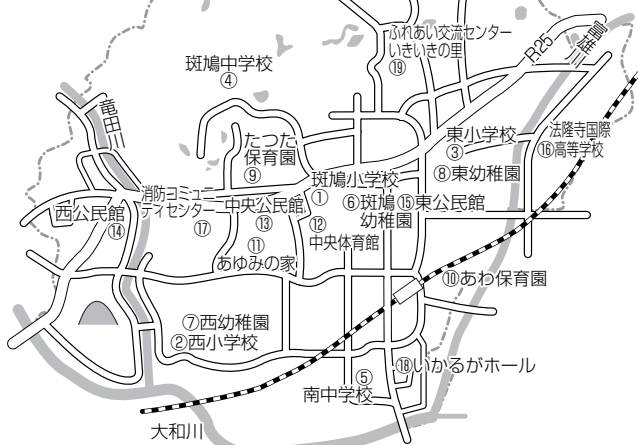 ふれあい交流センター
いきいきの里
⑲
R25
富雄川
斑鳩中学校
④
竜田川
たつた
保育園
⑨
東小学校
③
法隆寺国際
⑯高等学校
⑧東幼稚園
斑鳩小学校
①
⑥斑鳩
幼稚園
⑮東公民館
消防コミュニ
ティセンター
⑰
中央公民館
⑬
⑫
中央体育館
西公民館
⑭
⑪
あゆみの家
⑩あわ保育園
⑦西幼稚園
②西小学校
⑤
南中学校
⑱いかるがホール
大和川